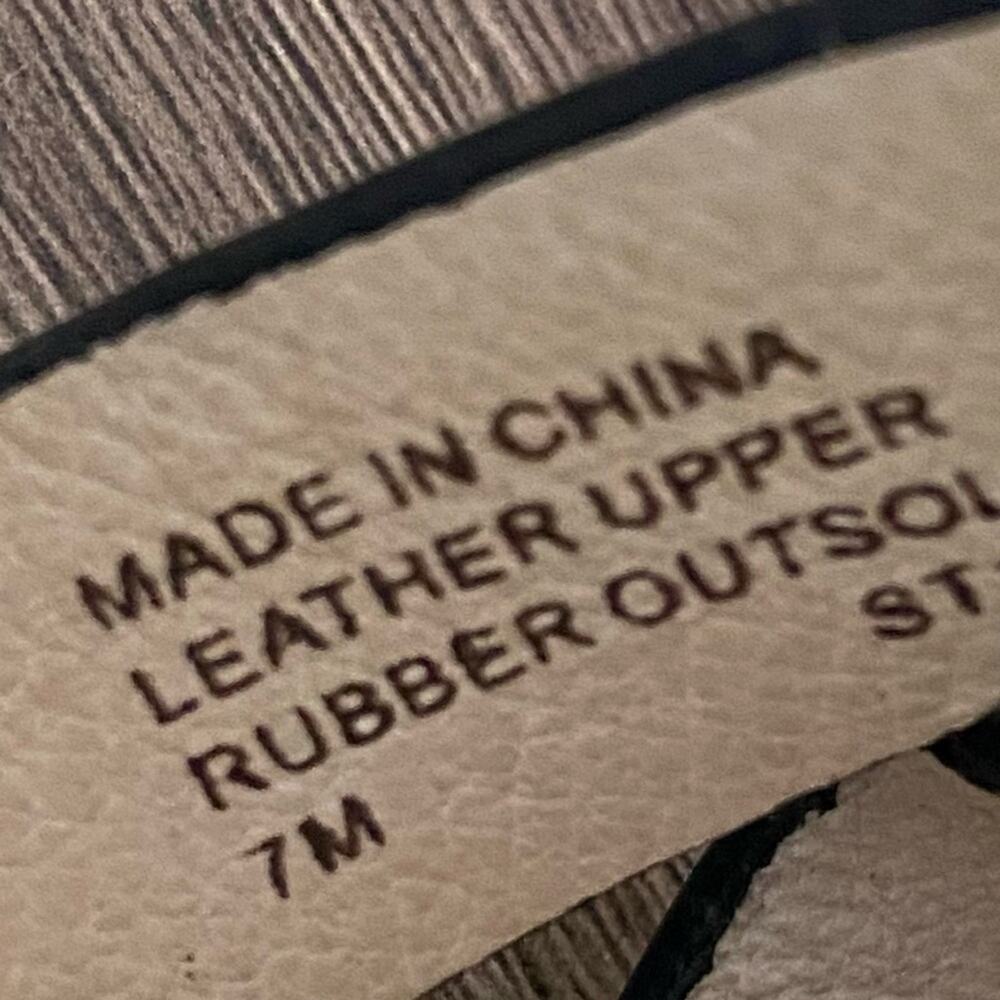 MADE IN CHINA
LEATHER UPPER
RUBBER OUTSOL
7M ST